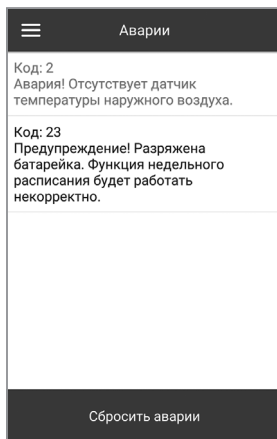 Аварии
Код: 2
Авария! Отсутствует датчик
температуры наружного воздуха.
Код: 23
Предупреждение! Разряжена
батарейка. Функция недельного
расписания будет работать
некорректно.
Сбросить аварии